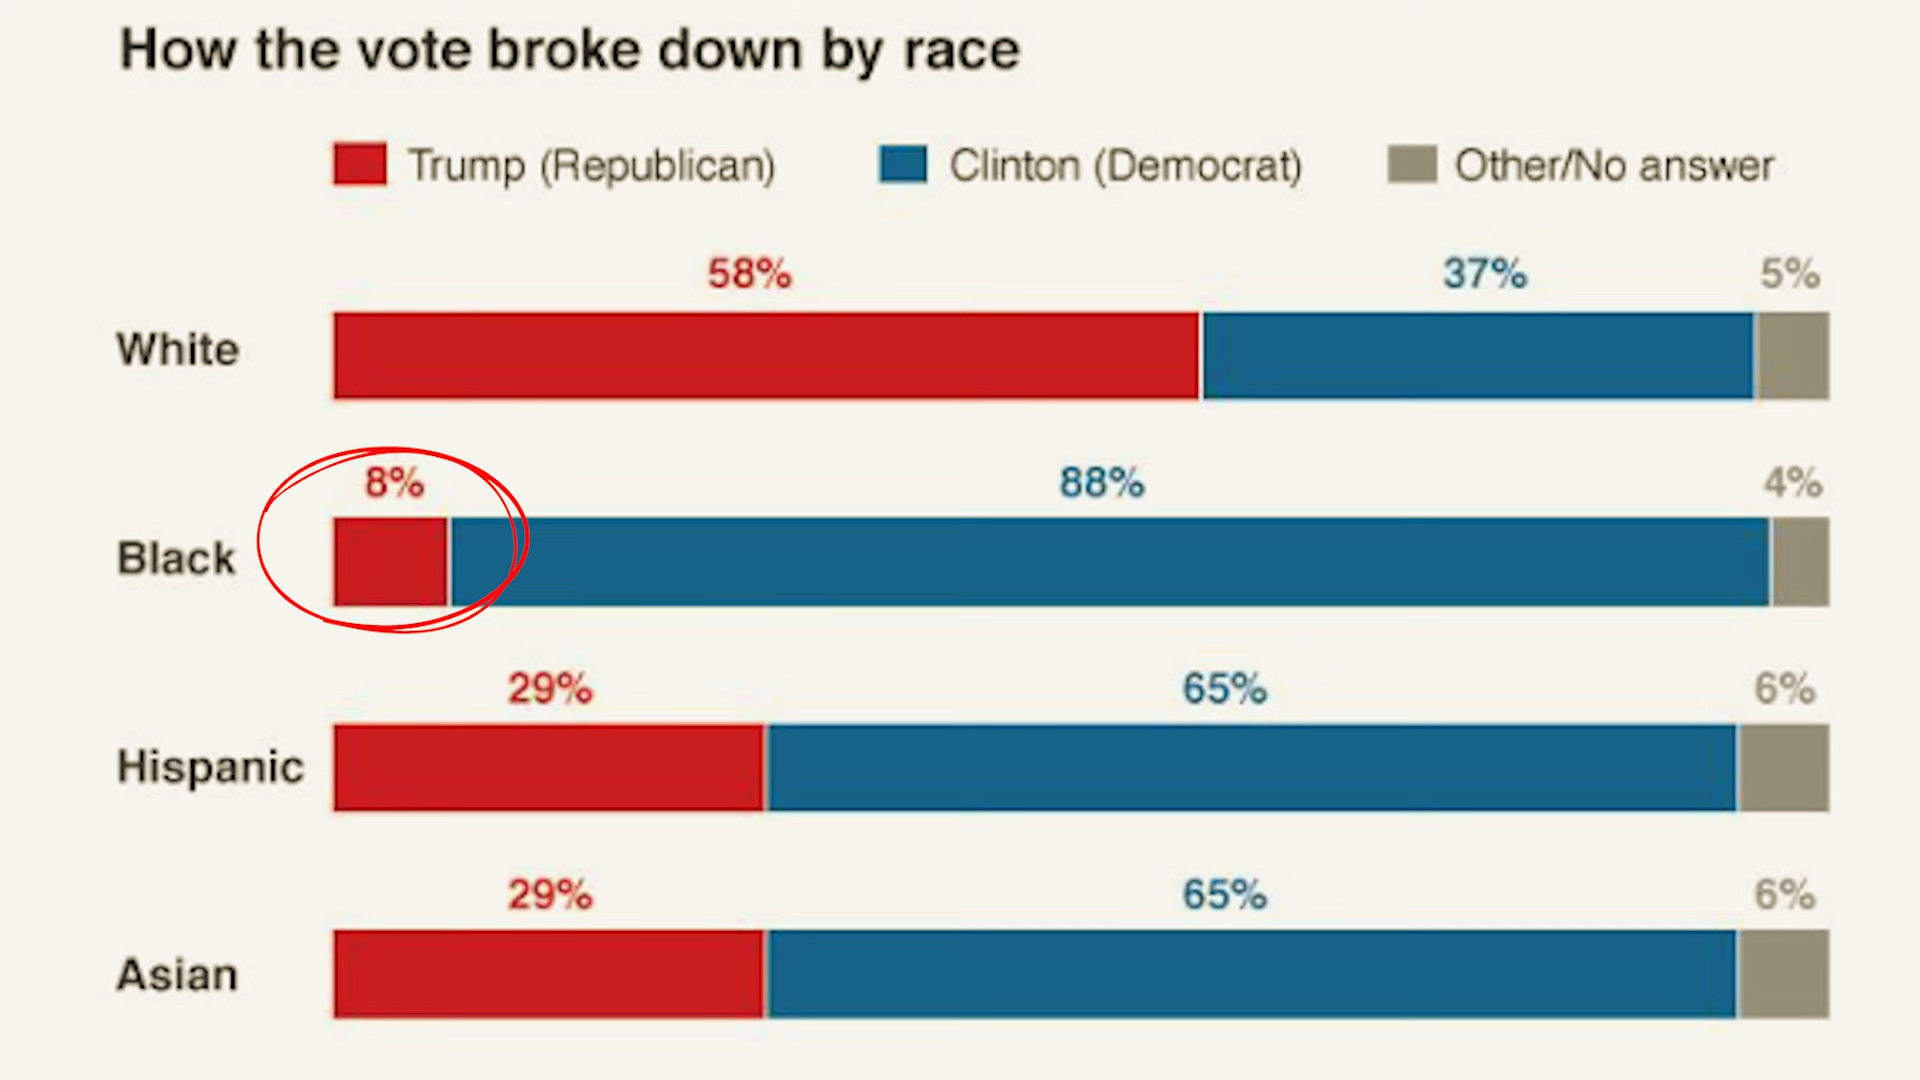 How the vote broke down by race
Trump (Republican) Clinton (Democrat) Other/No answer
58% 37% 5%
White
8% 88% 4%
Black
29% 65% 6%
Hispanic
29% 65% 6%
Asian